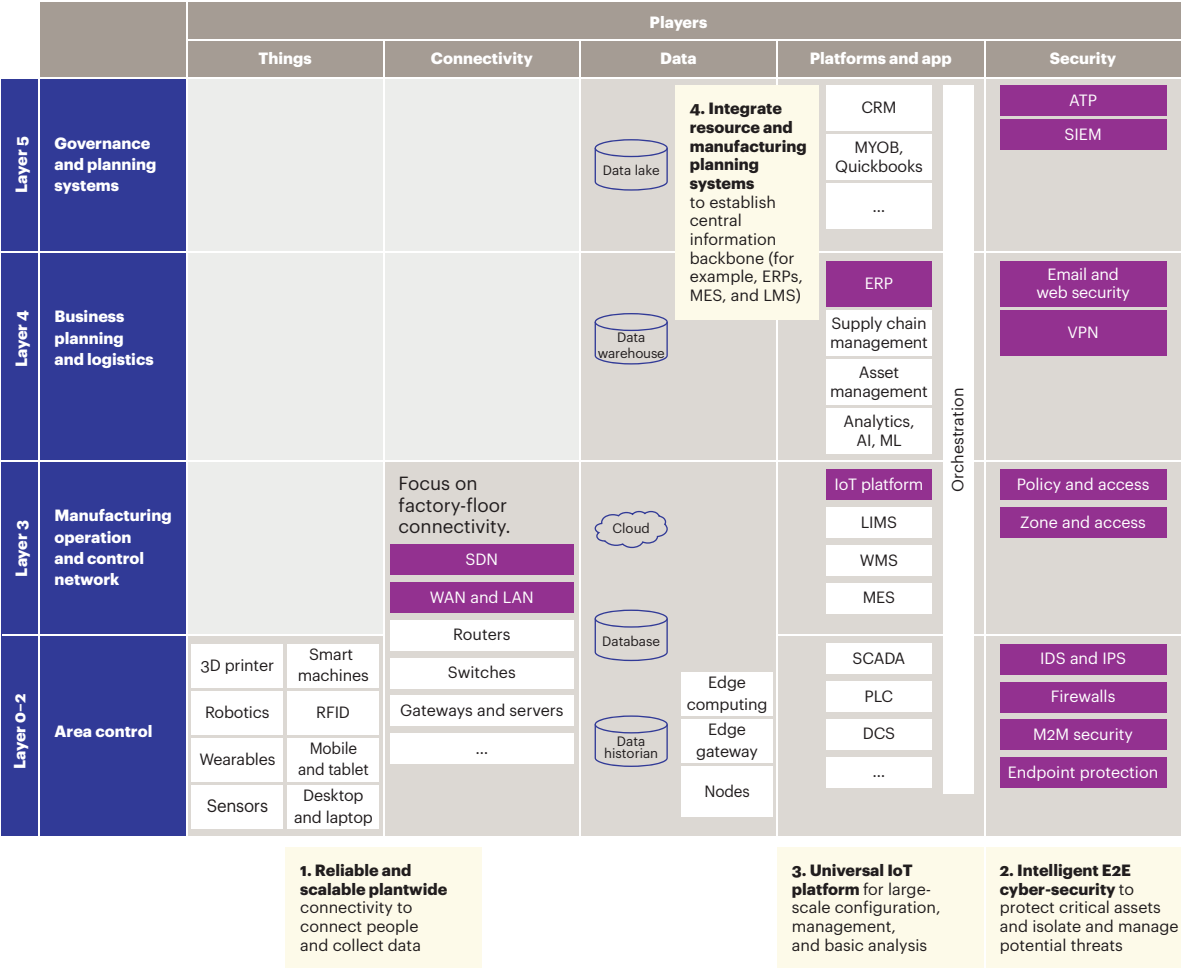 Players
Things
Connectivity
Data
Platforms and app
Security
Layer 5
Governance
and planning
systems
Data lake
4. Integrate
resource and
manufacturing
planning
systems
to establish
central
information
backbone (for
example, ERPs,
MES, and LMS)
CRM
MYOB,
Quickbooks
...
Orchestration
ATP
SIEM
Layer 4
Business
planning
and logistics
Data
warehouse
ERP
Supply chain
management
Asset
management
Analytics,
AI, ML
Email and
web security
VPN
Layer 3
Manufacturing
operation
and control
network
Focus on
factory-floor
connectivity.
SDN
WAN and LAN
Routers
Switches
Gateways and servers
...
Cloud
Database
IoT platform
LIMS
WMS
MES
Policy and access
Zone and access
Layer 0–2
Area control
3D printer
Smart
machines
Robotics
RFID
Wearables
Mobile
and tablet
Sensors
Desktop
and laptop
Data
historian
Edge
computing
Edge
gateway
Nodes
SCADA
PLC
DCS
...
IDS and IPS
Firewalls
M2M security
Endpoint protection
1. Reliable and
scalable plantwide
connectivity to
connect people
and collect data
3. Universal IoT
platform for large-
scale configuration,
management,
and basic analysis
2. Intelligent E2E
cyber-security to
protect critical assets
and isolate and manage
potential threats